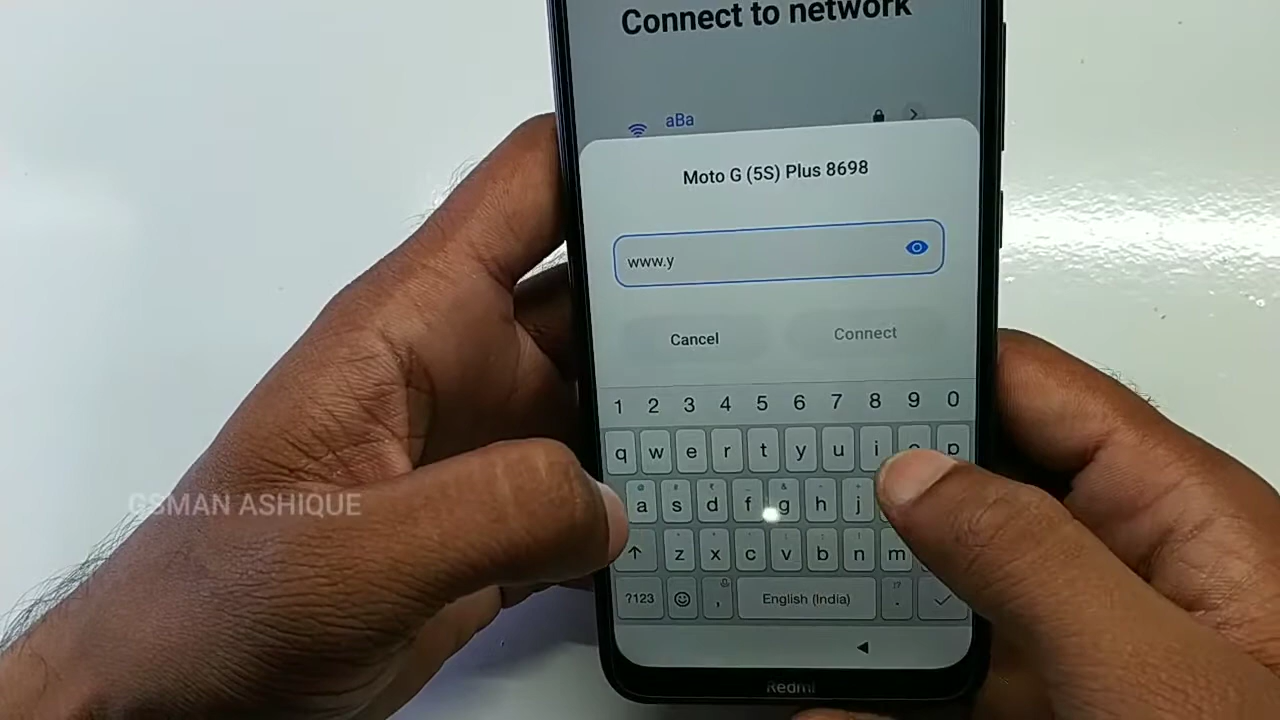 Connect to network
aBa
Moto G (5S) Plus 8698
www.y
Cancel Connect
1 2 3 4 5 6 7 8 9 0
q w e r t y u i p
a s d f g h j
z x c v b n m
?123 , English (India) .
Redmi
GSMAN ASHIQUE